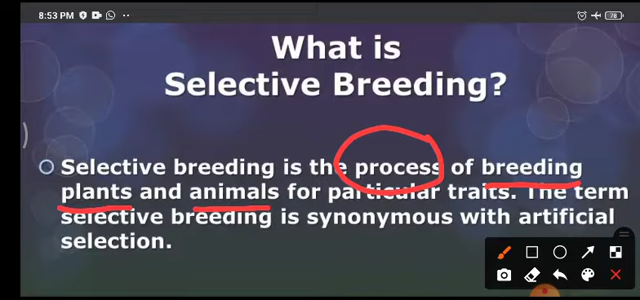 8:53 PM
78
What is
Selective Breeding?
Selective breeding is the process of breeding
plants and animals for particular traits. The term
selective breeding is synonymous with artificial
selection.